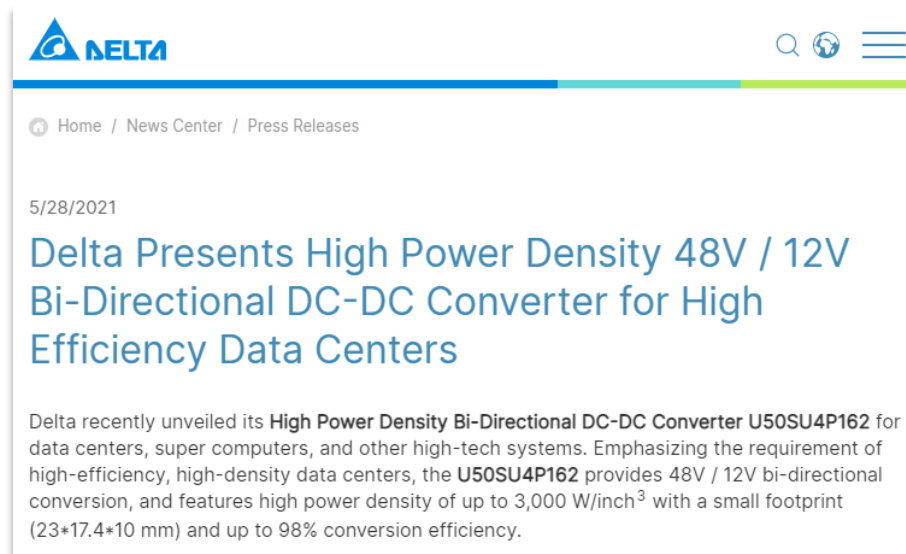 DELTA
Home / News Center / Press Releases
5/28/2021
Delta Presents High Power Density 48V / 12V
Bi-Directional DC-DC Converter for High
Efficiency Data Centers
Delta recently unveiled its High Power Density Bi-Directional DC-DC Converter U50SU4P162 for
data centers, super computers, and other high-tech systems. Emphasizing the requirement of
high-efficiency, high-density data centers, the U50SU4P162 provides 48V / 12V bi-directional
conversion, and features high power density of up to 3,000 W/inch³ with a small footprint
(23*17.4*10 mm) and up to 98% conversion efficiency.